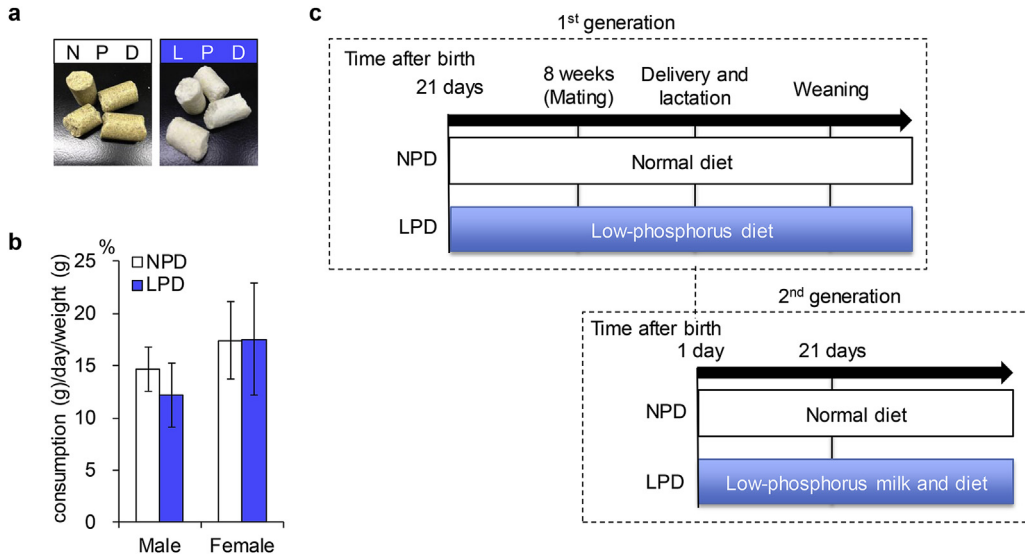 a
N P D
L P D
b
%
NPD
LPD
25
20
15
10
5
0
consumption (g)/day/weight (g)
Male
Female
c
1st generation
Time after birth
21 days
8 weeks
(Mating)
Delivery and
lactation
Weaning
NPD
Normal diet
LPD
Low-phosphorus diet
2nd generation
Time after birth
1 day
21 days
NPD
Normal diet
LPD
Low-phosphorus milk and diet